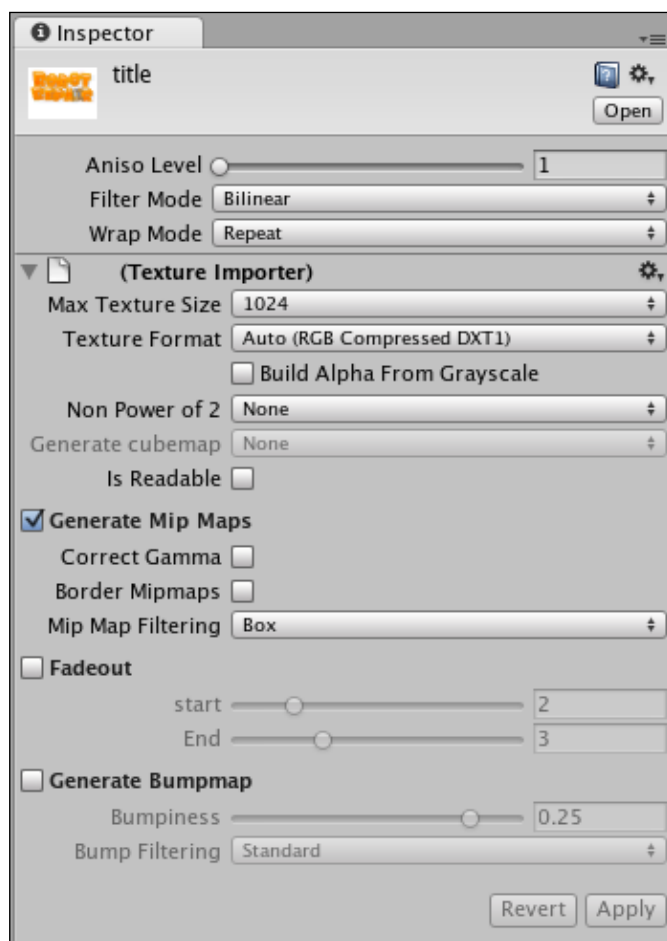 Inspector
title
Open
Aniso Level 1
Filter Mode Bilinear
Wrap Mode Repeat
(Texture Importer)
Max Texture Size 1024
Texture Format Auto (RGB Compressed DXT1)
Build Alpha From Grayscale
Non Power of 2 None
Generate cubemap None
Is Readable
Generate Mip Maps
Correct Gamma
Border Mipmaps
Mip Map Filtering Box
Fadeout
start 2
End 3
Generate Bumpmap
Bumpiness 0.25
Bump Filtering Standard
Revert Apply